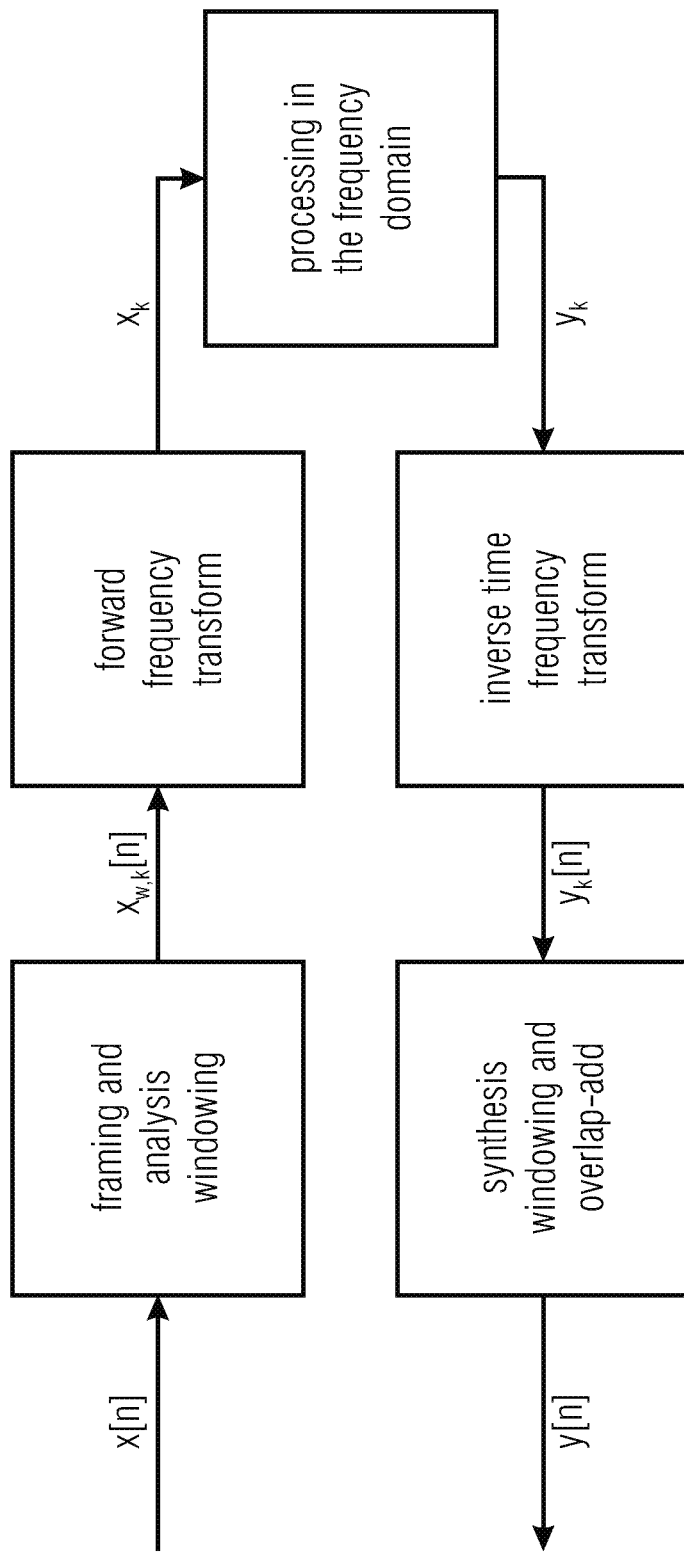 x[n]
framing and
analysis
windowing
x_{w,k}[n]
forward
frequency
transform
x_k
processing in
the frequency
domain
y_k
inverse time
frequency
transform
y_k[n]
synthesis
windowing and
overlap-add
y[n]